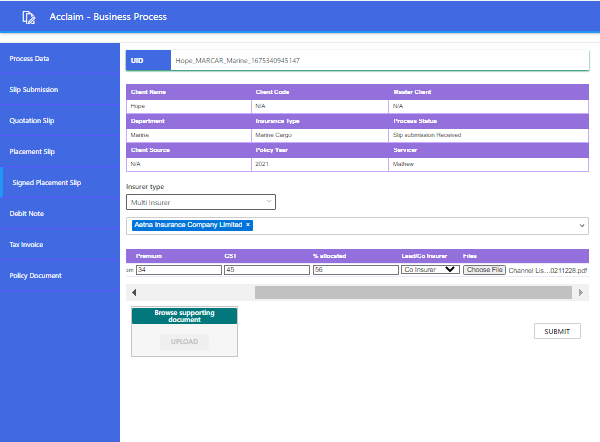 Acclaim - Business Process
Process Data
Slip Submission
Quotation Slip
Placement Slip
Signed Placement Slip
Debit Note
Tax Invoice
Policy Document
UID Hope_MARCAR_Marine_1675340945147
Client Name Client Code Master Client
Hope N/A N/A
Department Insurance Type Process Status
Marine Marine Cargo Slip submission Received
Client Source Policy Year Servicer
N/A 2021 Mathew
Insurer type
Multi insurer
Aetna Insurance Company Limited ×
Premium GST % allocated Lead/Co Insurer Files
34 45 56 Co Insurer Choose File Channel Lis...0211228.pdf
Browse supporting
document
UPLOAD
SUBMIT